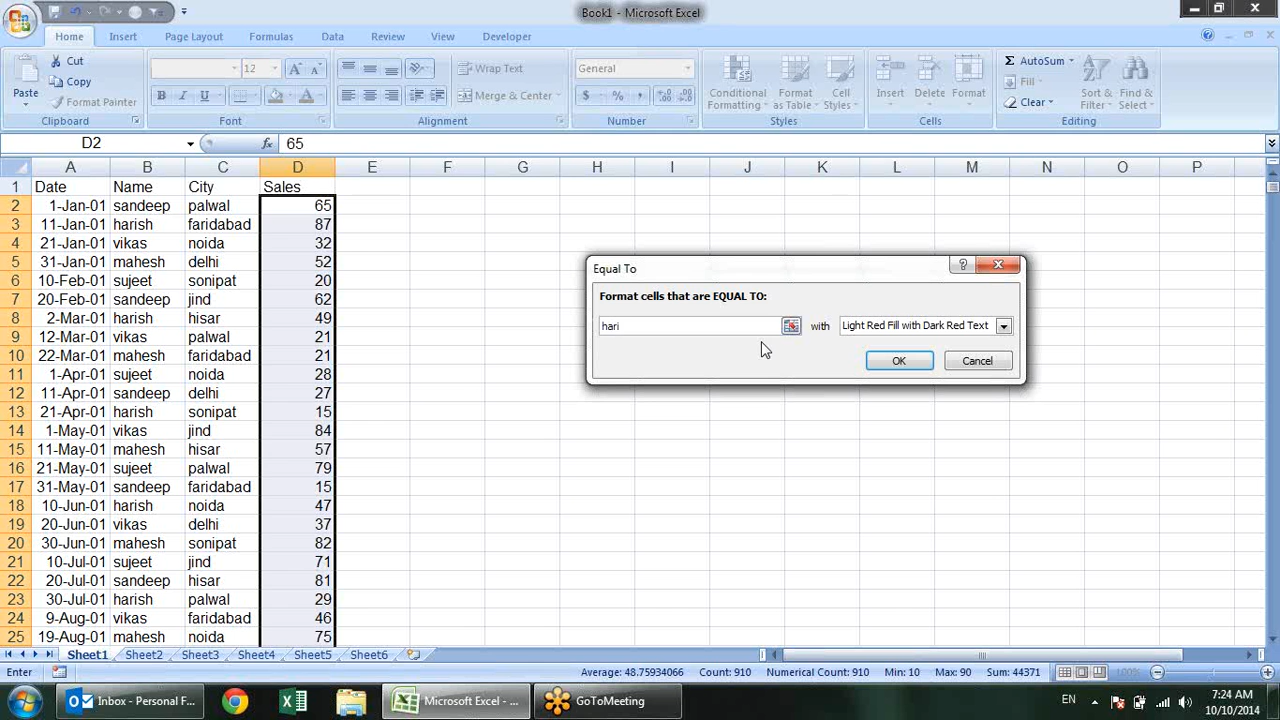 Book1 - Microsoft Excel
Home Insert Page Layout Formulas Data Review View Developer
Paste
Cut
Copy
Format Painter
Clipboard
12
Font
Wrap Text
Merge & Center
Alignment
General
Number
Conditional Formatting
Format as Table
Cell Styles
Styles
Insert
Delete
Format
Cells
AutoSum
Fill
Clear
Sort & Filter
Find & Select
Editing
D2
fx
65
A B C D E F G H I J K L M N O P
1 Date Name City Sales
2 1-Jan-01 sandeep palwal 65
3 11-Jan-01 harish faridabad 87
4 21-Jan-01 vikas noida 32
5 31-Jan-01 mahesh delhi 52
6 10-Feb-01 sujeet sonipat 20
7 20-Feb-01 sandeep jind 62
8 2-Mar-01 harish hisar 49
9 12-Mar-01 vikas palwal 21
10 22-Mar-01 mahesh faridabad 21
11 1-Apr-01 sujeet noida 28
12 11-Apr-01 sandeep delhi 27
13 21-Apr-01 harish sonipat 15
14 1-May-01 vikas jind 84
15 11-May-01 mahesh hisar 57
16 21-May-01 sujeet palwal 79
17 31-May-01 sandeep faridabad 15
18 10-Jun-01 harish noida 47
19 20-Jun-01 vikas delhi 37
20 30-Jun-01 mahesh sonipat 82
21 10-Jul-01 sujeet jind 71
22 20-Jul-01 sandeep hisar 81
23 30-Jul-01 harish palwal 29
24 9-Aug-01 vikas faridabad 46
25 19-Aug-01 mahesh noida 75
Equal To
Format cells that are EQUAL TO:
hari with Light Red Fill with Dark Red Text
OK Cancel
Sheet1 Sheet2 Sheet3 Sheet4 Sheet5 Sheet6
Enter Average: 48.75934066 Count: 910 Numerical Count: 910 Min: 10 Max: 90 Sum: 44371 100%
Inbox - Personal F... Microsoft Excel - ... GoToMeeting EN 7:24 AM
10/10/2014